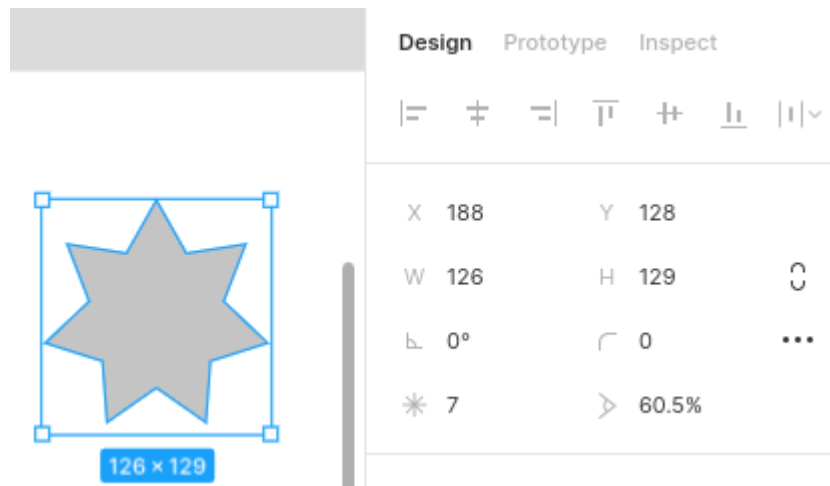 Design Prototype Inspect
X 188 Y 128
W 126 H 129
0° 0
7 60.5%
126 × 129